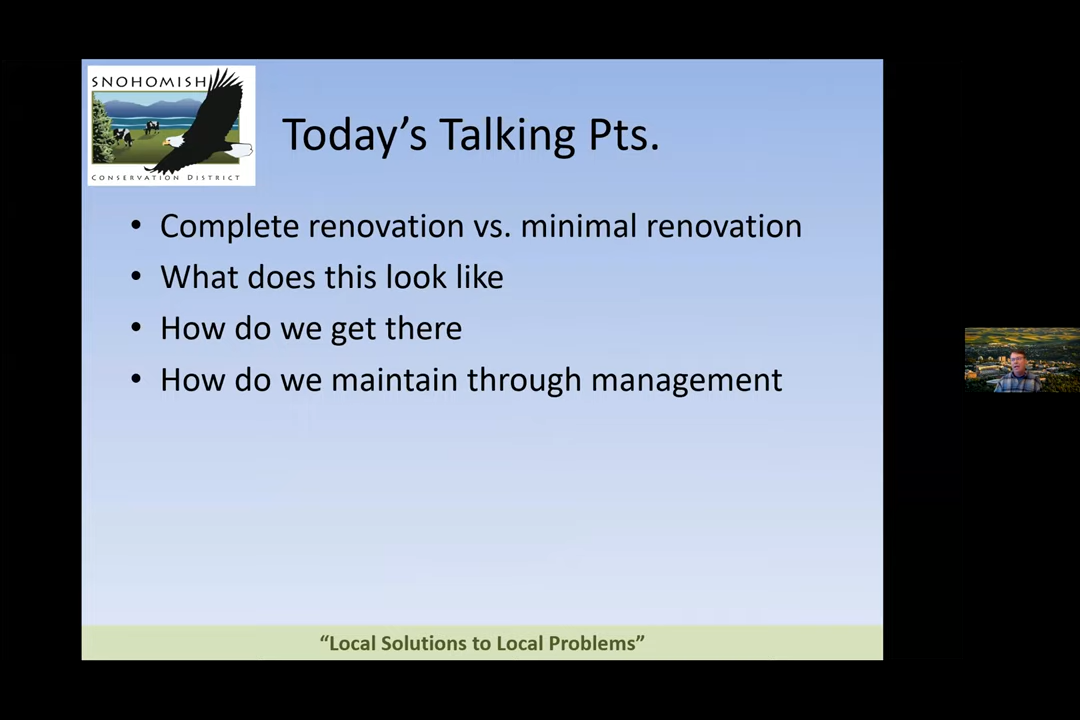 SNOHOMISH
CONSERVATION DISTRICT
Today's Talking Pts.
• Complete renovation vs. minimal renovation
• What does this look like
• How do we get there
• How do we maintain through management
“Local Solutions to Local Problems”